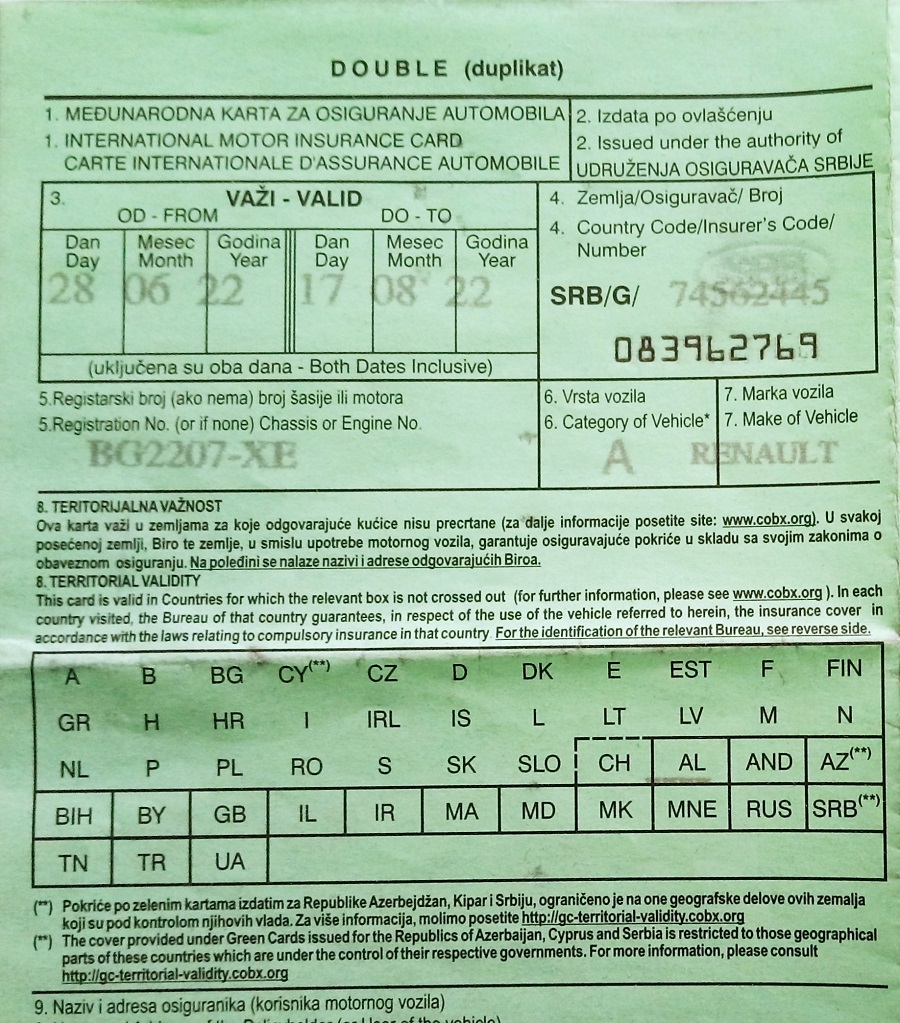 DOUBLE (duplikat)
1. MEĐUNARODNA KARTA ZA OSIGURANJE AUTOMOBILA
1. INTERNATIONAL MOTOR INSURANCE CARD
CARTE INTERNATIONALE D'ASSURANCE AUTOMOBILE
2. Izdata po ovlašćenju
2. Issued under the authority of
UDRUŽENJA OSIGURAVAČA SRBIJE
3. VAŽI - VALID
OD - FROM DO - TO
Dan Mesec Godina Dan Mesec Godina
Day Month Year Day Month Year
28 06 22 17 08 22
(uključena su oba dana - Both Dates Inclusive)
4. Zemlja/Osiguravač/ Broj
4. Country Code/Insurer's Code/
Number
SRB/G/ 74562445
083962769
5.Registarski broj (ako nema) broj šasije ili motora
5.Registration No. (or if none) Chassis or Engine No.
BG2207-XE
6. Vrsta vozila
6. Category of Vehicle*
A
7. Marka vozila
7. Make of Vehicle
RENAULT
8. TERITORIJALNA VAŽNOST
Ova karta važi u zemljama za koje odgovarajuće kućice nisu precrtane (za dalje informacije posetite site: www.cobx.org). U svakoj
posećenoj zemlji, Biro te zemlje, u smislu upotrebe motornog vozila, garantuje osiguravajuće pokriće u skladu sa svojim zakonima o
obaveznom osiguranju. Na poleđini se nalaze nazivi i adrese odgovarajućih Biroa.
8. TERRITORIAL VALIDITY
This card is valid in Countries for which the relevant box is not crossed out (for further information, please see www.cobx.org ). In each
country visited, the Bureau of that country guarantees, in respect of the use of the vehicle referred to herein, the insurance cover in
accordance with the laws relating to compulsory insurance in that country. For the identification of the relevant Bureau, see reverse side.
A B BG CY(**) CZ D DK E EST F FIN
GR H HR I IRL IS L LT LV M N
NL P PL RO S SK SLO CH AL AND AZ(**)
BIH BY GB IL IR MA MD MK MNE RUS SRB(**)
TN TR UA
(**) Pokriće po zelenim kartama izdatim za Republike Azerbejdžan, Kipar i Srbiju, ograničeno je na one geografske delove ovih zemalja
koji su pod kontrolom njihovih vlada. Za više informacija, molimo posetite http://gc-territorial-validity.cobx.org
(**) The cover provided under Green Cards issued for the Republics of Azerbaijan, Cyprus and Serbia is restricted to those geographical
parts of these countries which are under the control of their respective governments. For more information, please consult
http://gc-territorial-validity.cobx.org
9. Naziv i adresa osiguranika (korisnika motornog vozila)